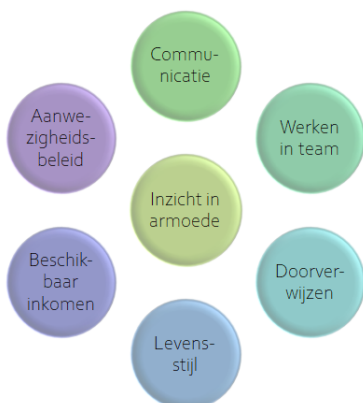 Commu-
nicatie
Aanwe-
zigheids-
beleid
Werken
in team
Inzicht in
armoede
Beschik-
baar
inkomen
Doorver-
wijzen
Levens-
stijl